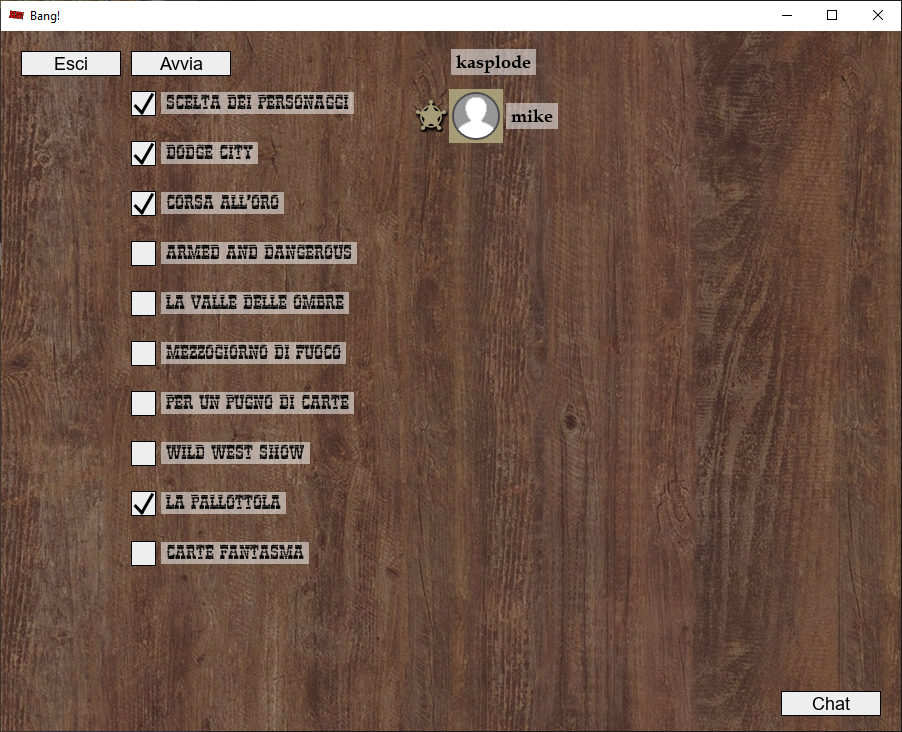 Bang!
Esci
Avvia
kasplode
SCELTA DEI PERSONAGGI
mike
DODGE CITY
CORSA ALL'ORO
ARMED AND DANGEROUS
LA VALLE DELLE OMBRE
MEZZOGIORNO DI FUOCO
PER UN PUGNO DI CARTE
WILD WEST SHOW
LA PALLOTTOLA
CARTE FANTASMA
Chat